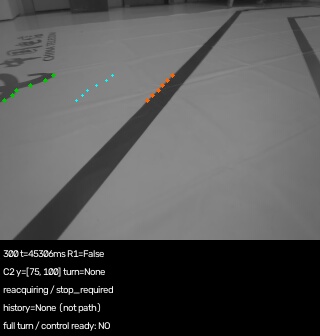 300 t=45306ms R1=False
C2 y=[75, 100] turn=None
reacquiring / stop_required
history=None (not path)
full turn / control ready: NO